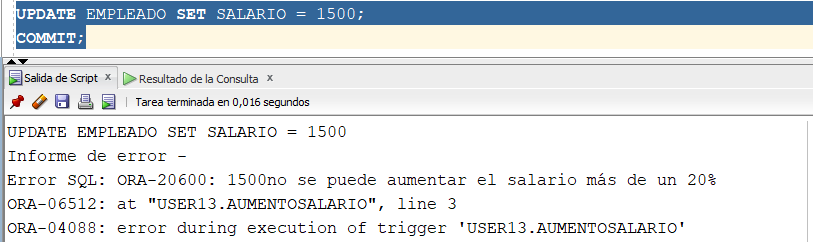 UPDATE EMPLEADO SET SALARIO = 1500;
COMMIT;
Salida de Script x Resultado de la Consulta x
Tarea terminada en 0,016 segundos
UPDATE EMPLEADO SET SALARIO = 1500
Informe de error -
Error SQL: ORA-20600: 1500no se puede aumentar el salario más de un 20%
ORA-06512: at "USER13.AUMENTOSALARIO", line 3
ORA-04088: error during execution of trigger 'USER13.AUMENTOSALARIO'